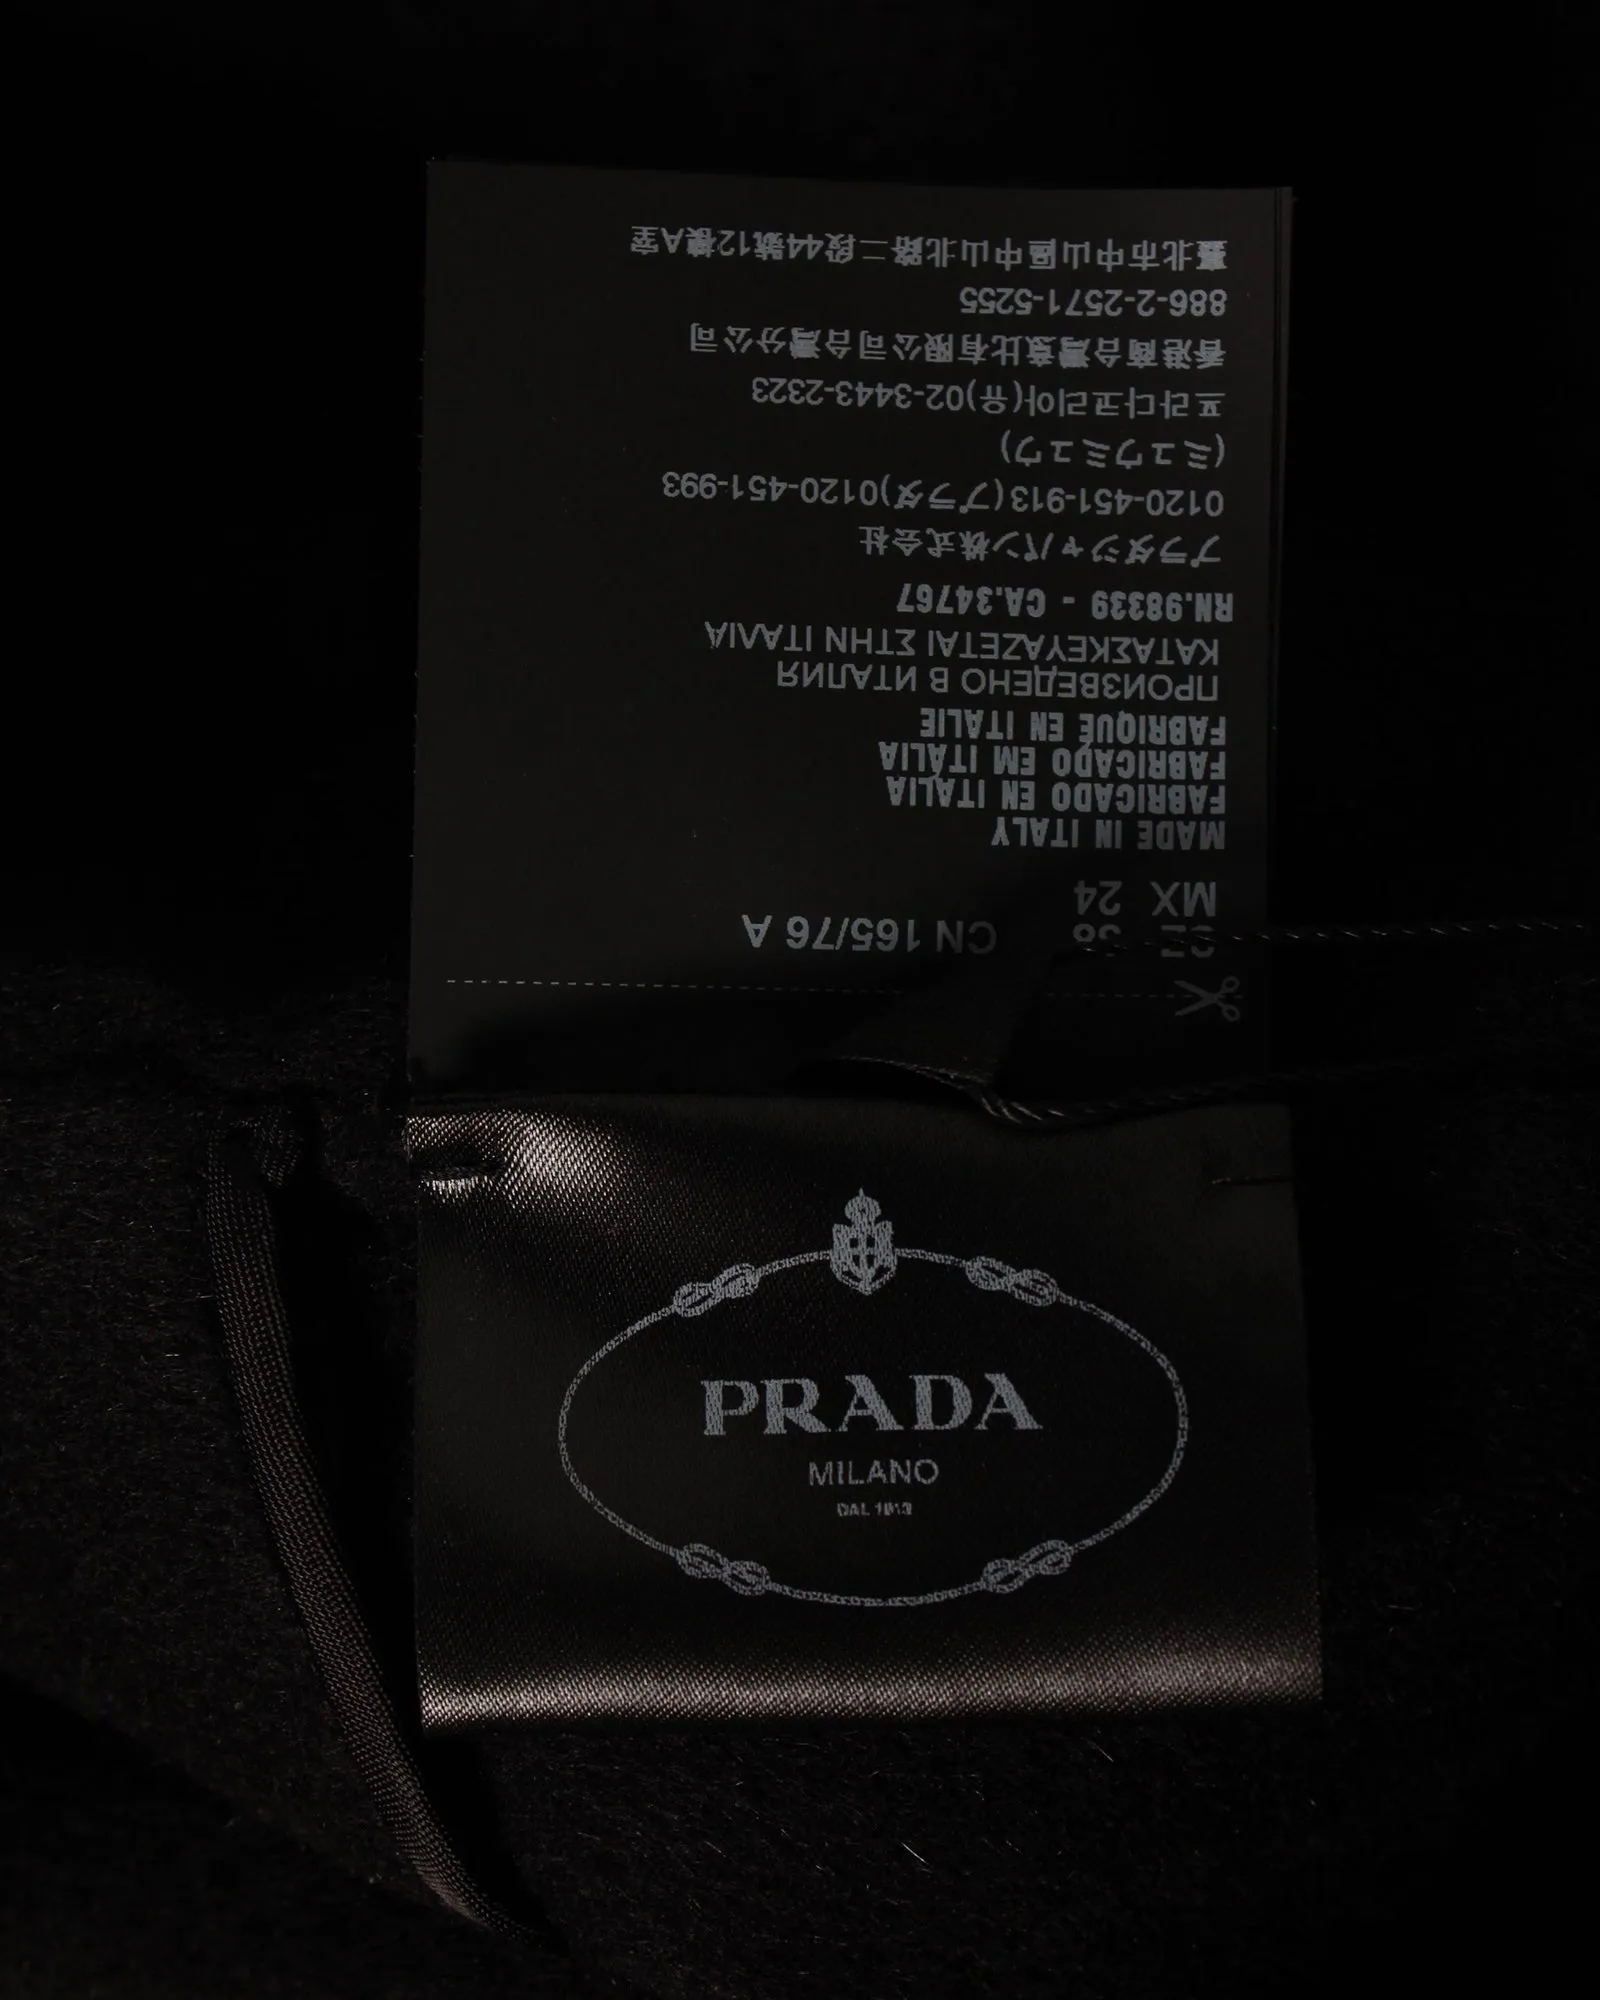 CN 165/76 A
MX 24
MADE IN ITALY
FABRICADO EN ITALIA
FABRICADO EM ITÁLIA
FABRIQUÉ EN ITALIE
ПРОИЗВЕДЕНО В ИТАЛИЯ
ΚΑΤΑΣΚΕΥΑΖΕΤΑΙ ΣΤΗΝ ΙΤΑΛΙΑ
RN.98339 - CA.34767
プラダジャパン株式会社
0120-451-913(プラダ)0120-451-993
(ミュウミュウ)
프라다코리아(유)02-3443-2323
香港商台灣意比有限公司台灣分公司
886-2-2571-5255
臺北市中山區中山北路二段44號12樓A室
PRADA
MILANO
DAL 1913